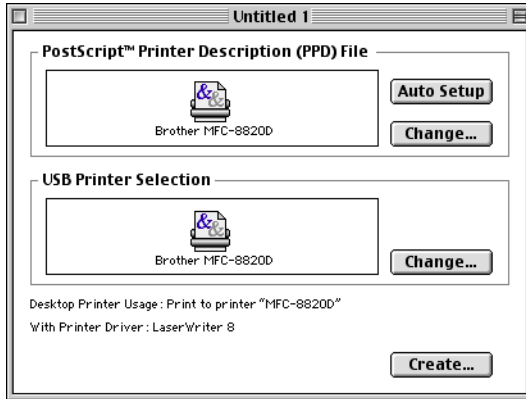 Untitled 1
PostScript™ Printer Description (PPD) File
Brother MFC-8820D
Auto Setup
Change...
USB Printer Selection
Brother MFC-8820D
Change...
Desktop Printer Usage : Print to printer “MFC-8820D”
With Printer Driver : LaserWriter 8
Create...